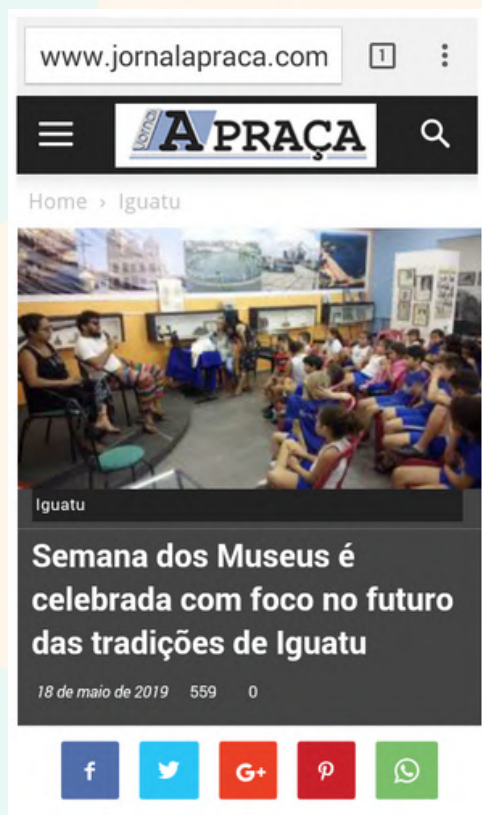 www.jornalapraca.com 1
Jornal A PRAÇA
Home › Iguatu
Iguatu
Semana dos Museus é
celebrada com foco no futuro
das tradições de Iguatu
18 de maio de 2019 559 0
f G+